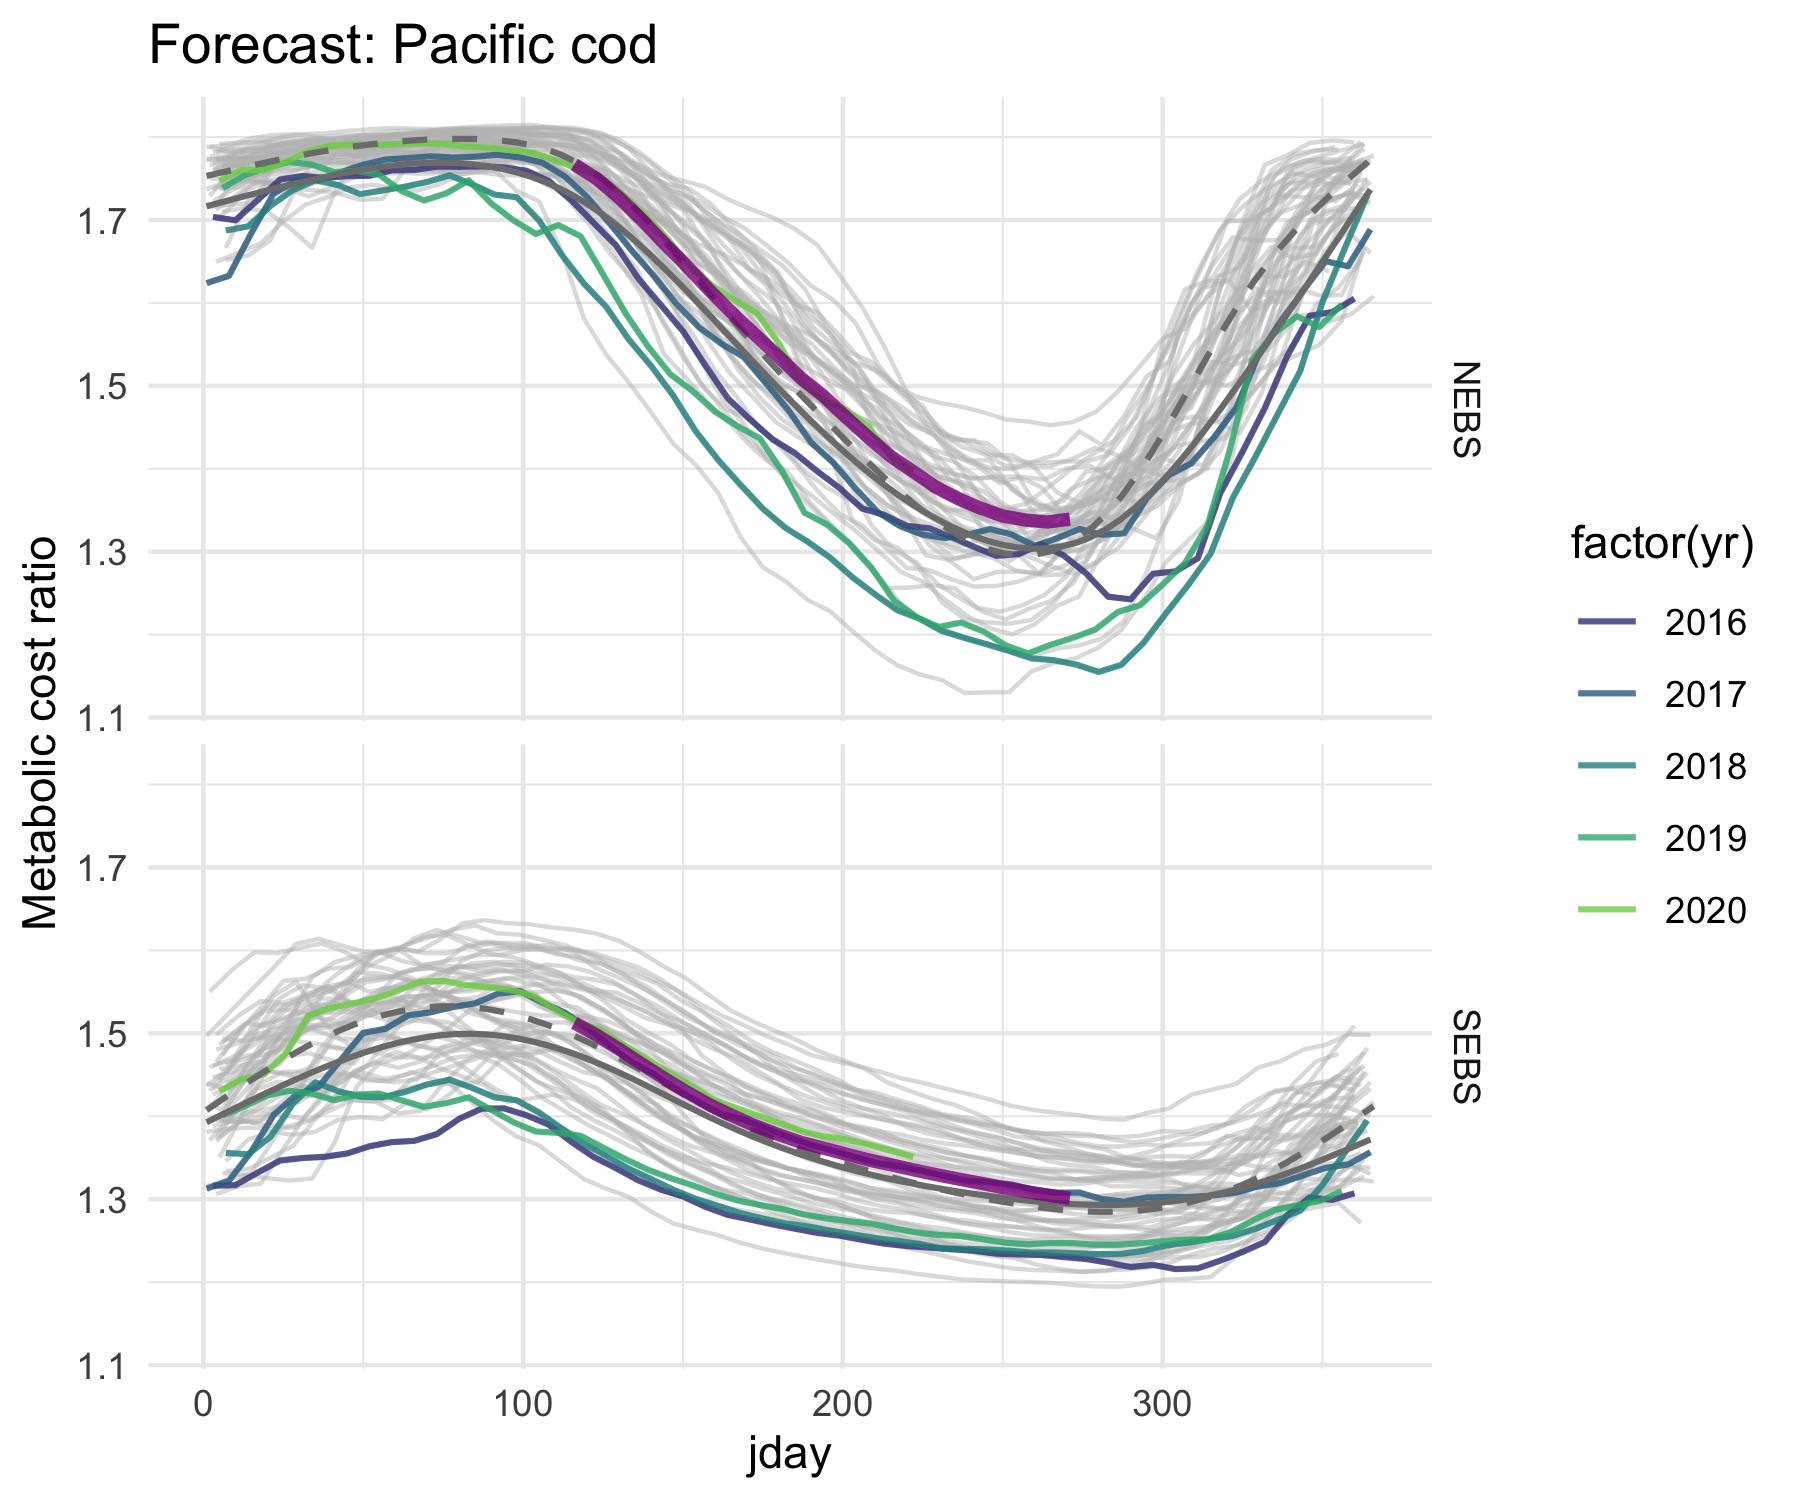 Forecast: Pacific cod
Metabolic cost ratio
1.7
1.5
1.3
1.1
NEBS
1.7
1.5
1.3
1.1
SEBS
0 100 200 300
jday
factor(yr)
2016
2017
2018
2019
2020